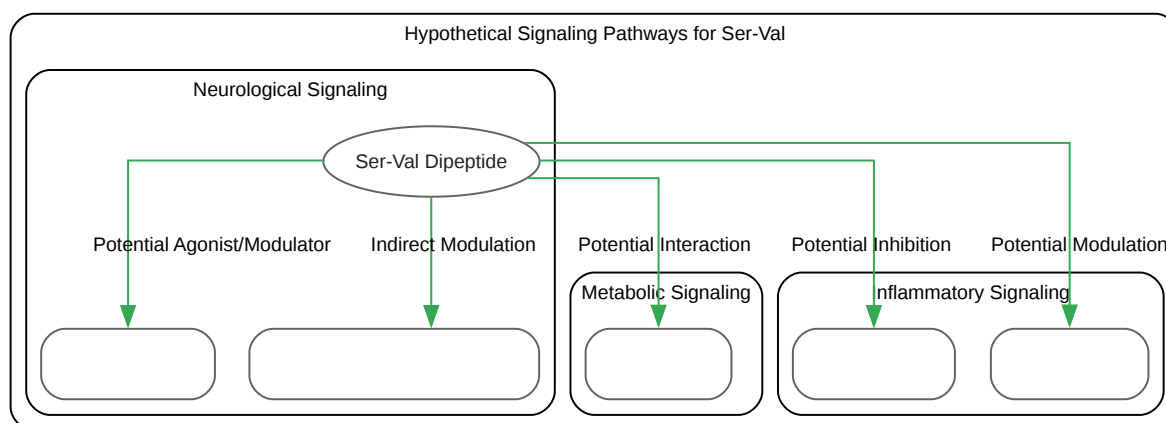 Hypothetical Signaling Pathways for Ser-Val
Neurological Signaling
Ser-Val Dipeptide
Potential Agonist/Modulator
Indirect Modulation
Potential Interaction
Potential Inhibition
Potential Modulation
Metabolic Signaling
Inflammatory Signaling